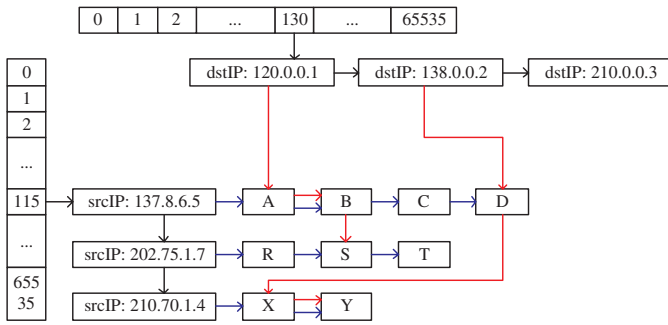 0 1 2 ... 130 ... 65535
dstIP: 120.0.0.1 dstIP: 138.0.0.2 dstIP: 210.0.0.3
0
1
2
...
115 srcIP: 137.8.6.5 A B C D
... srcIP: 202.75.1.7 R S T
655
35 srcIP: 210.70.1.4 X Y